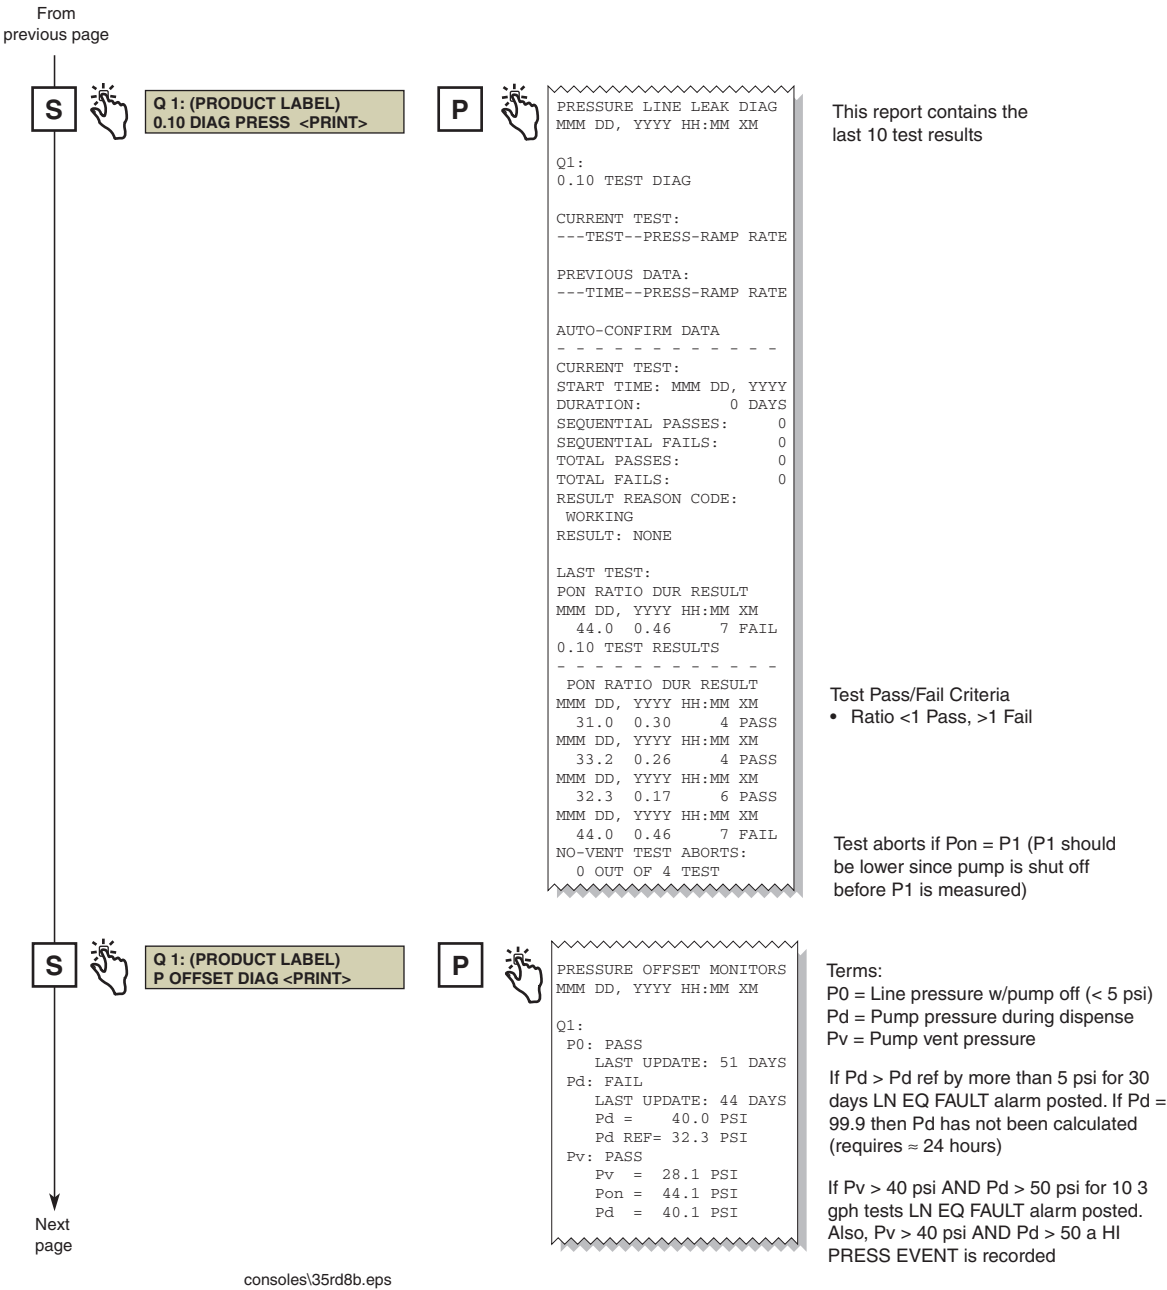 From
previous page
S
Q 1: (PRODUCT LABEL)
0.10 DIAG PRESS <PRINT>
P
PRESSURE LINE LEAK DIAG
MMM DD, YYYY HH:MM XM
Q1:
0.10 TEST DIAG
CURRENT TEST:
---TEST--PRESS-RAMP RATE
PREVIOUS DATA:
---TIME--PRESS-RAMP RATE
AUTO-CONFIRM DATA
- - - - - - - - - - - -
CURRENT TEST:
START TIME: MMM DD, YYYY
DURATION: 0 DAYS
SEQUENTIAL PASSES: 0
SEQUENTIAL FAILS: 0
TOTAL PASSES: 0
TOTAL FAILS: 0
RESULT REASON CODE:
WORKING
RESULT: NONE
LAST TEST:
PON RATIO DUR RESULT
MMM DD, YYYY HH:MM XM
44.0 0.46 7 FAIL
0.10 TEST RESULTS
- - - - - - - - - - - -
PON RATIO DUR RESULT
MMM DD, YYYY HH:MM XM
31.0 0.30 4 PASS
MMM DD, YYYY HH:MM XM
33.2 0.26 4 PASS
MMM DD, YYYY HH:MM XM
32.3 0.17 6 PASS
MMM DD, YYYY HH:MM XM
44.0 0.46 7 FAIL
NO-VENT TEST ABORTS:
0 OUT OF 4 TEST
This report contains the
last 10 test results
Test Pass/Fail Criteria
• Ratio <1 Pass, >1 Fail
Test aborts if Pon = P1 (P1 should
be lower since pump is shut off
before P1 is measured)
S
Q 1: (PRODUCT LABEL)
P OFFSET DIAG <PRINT>
P
PRESSURE OFFSET MONITORS
MMM DD, YYYY HH:MM XM
Q1:
P0: PASS
LAST UPDATE: 51 DAYS
Pd: FAIL
LAST UPDATE: 44 DAYS
Pd = 40.0 PSI
Pd REF= 32.3 PSI
Pv: PASS
Pv = 28.1 PSI
Pon = 44.1 PSI
Pd = 40.1 PSI
Terms:
P0 = Line pressure w/pump off (< 5 psi)
Pd = Pump pressure during dispense
Pv = Pump vent pressure
If Pd > Pd ref by more than 5 psi for 30
days LN EQ FAULT alarm posted. If Pd =
99.9 then Pd has not been calculated
(requires ≈ 24 hours)
If Pv > 40 psi AND Pd > 50 psi for 10 3
gph tests LN EQ FAULT alarm posted.
Also, Pv > 40 psi AND Pd > 50 a HI
PRESS EVENT is recorded
Next
page
consoles\35rd8b.eps